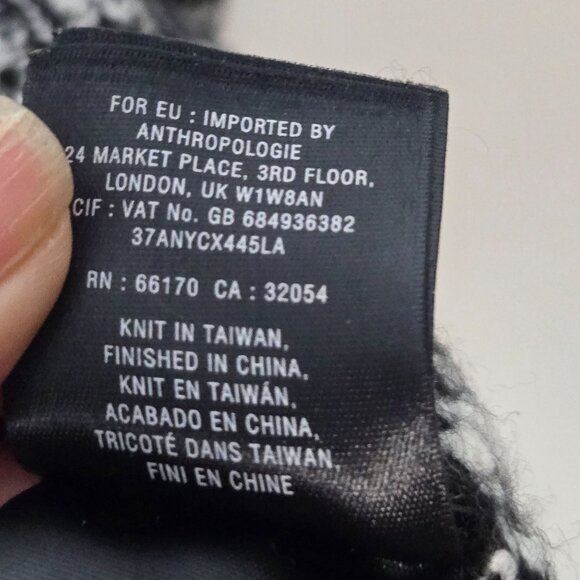 FOR EU : IMPORTED BY
ANTHROPOLOGIE
24 MARKET PLACE, 3RD FLOOR,
LONDON, UK W1W8AN
CIF : VAT No. GB 684936382
37ANYCX445LA
RN : 66170 CA : 32054
KNIT IN TAIWAN,
FINISHED IN CHINA,
KNIT EN TAIWÁN,
ACABADO EN CHINA,
TRICOTÉ DANS TAIWAN,
FINI EN CHINE